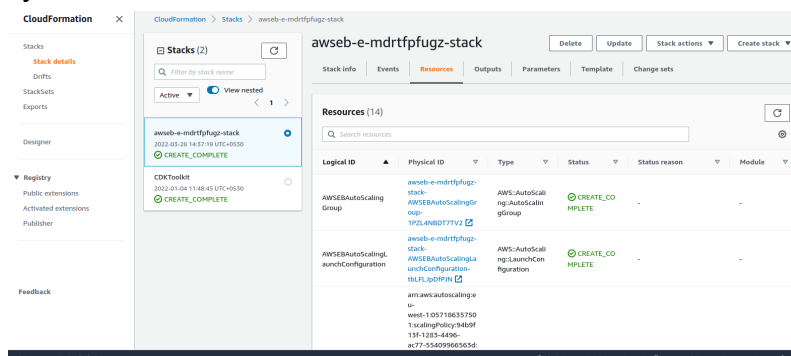 CloudFormation ×
Stacks
Stack details
Drifts
StackSets
Exports
Designer
▼ Registry
Public extensions
Activated extensions
Publisher
Feedback
CloudFormation > Stacks > awseb-e-mdrtfpfugz-stack
Stacks (2)
Filter by stack name
Active ▼ View nested
< 1 >
awseb-e-mdrtfpfugz-stack
2022-03-28 14:37:19 UTC+0530
CREATE_COMPLETE
CDKToolkit
2022-01-04 11:48:45 UTC+0530
CREATE_COMPLETE
awseb-e-mdrtfpfugz-stack
Delete Update Stack actions ▼ Create stack ▼
Stack info Events Resources Outputs Parameters Template Change sets
Resources (14)
Search resources
Logical ID ▲ Physical ID ▽ Type ▽ Status ▽ Status reason ▽ Module ▽
AWSEBAutoScaling
Group
awseb-e-mdrtfpfugz-
stack-
AWSEBAutoScalingGr
oup-
1PZL4NBDT7TV2
AWS::AutoScali
ng::AutoScalin
gGroup
CREATE_CO
MPLETE
-
-
AWSEBAutoScalingL
aunchConfiguration
awseb-e-mdrtfpfugz-
stack-
AWSEBAutoScalingLa
unchConfiguration-
tbLFLJpDfPJN
AWS::AutoScali
ng::LaunchCon
figuration
CREATE_CO
MPLETE
-
-
arn:aws:autoscaling:e
u-
west-1:05718635750
1:scalingPolicy:94b9f
13f-1283-4496-
ac77-55409966563d: